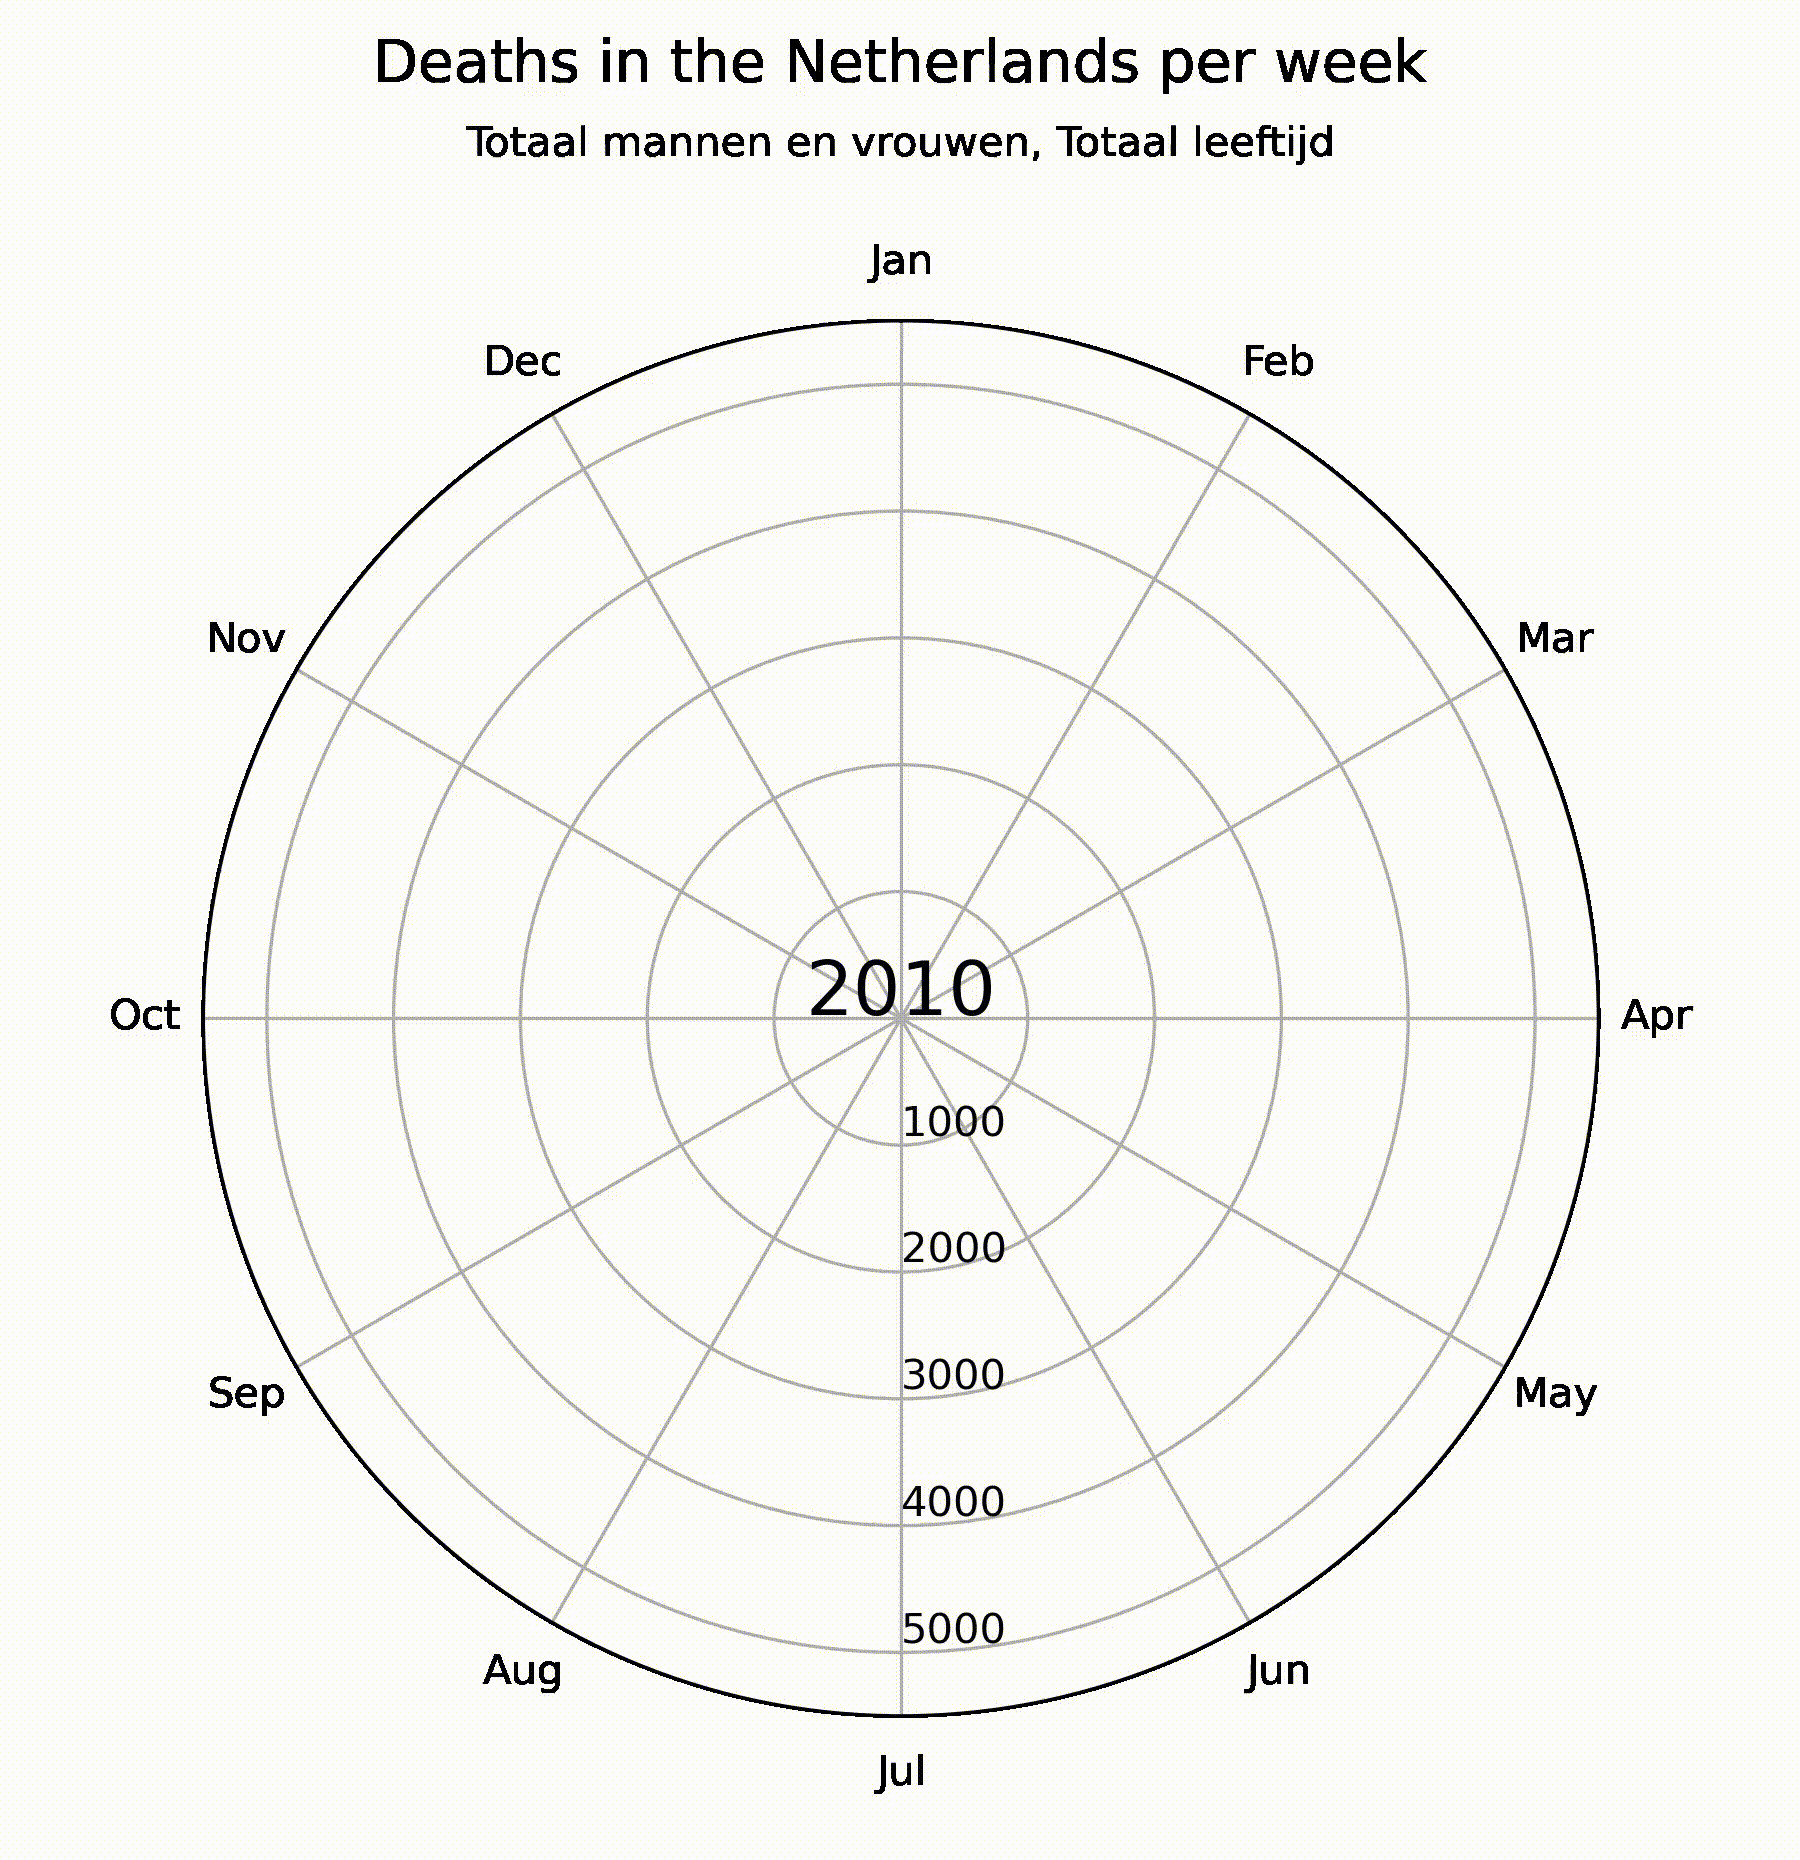 Deaths in the Netherlands per week
Totaal mannen en vrouwen, Totaal leeftijd
Jan
Dec
Feb
Nov
Mar
2010
Oct
Apr
1000
2000
3000
Sep
May
4000
5000
Aug
Jun
Jul